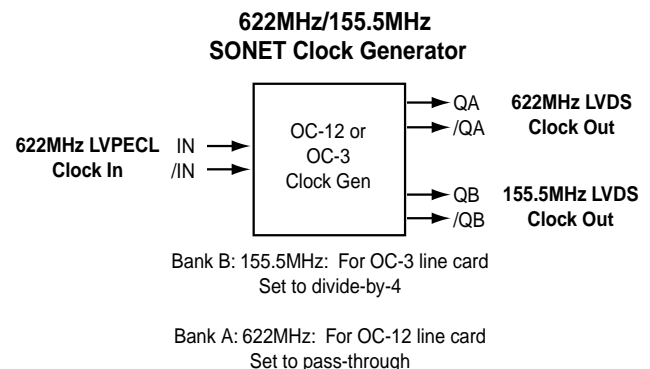 622MHz/155.5MHz
SONET Clock Generator
622MHz LVPECL
Clock In
IN
/IN
OC-12 or
OC-3
Clock Gen
QA
/QA
622MHz LVDS
Clock Out
QB
/QB
155.5MHz LVDS
Clock Out
Bank B: 155.5MHz: For OC-3 line card
Set to divide-by-4
Bank A: 622MHz: For OC-12 line card
Set to pass-through